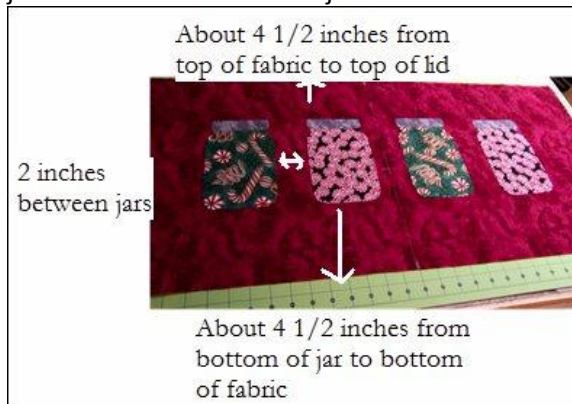 About 4 1/2 inches from
top of fabric to top of lid
2 inches
between jars
About 4 1/2 inches from
bottom of jar to bottom
of fabric